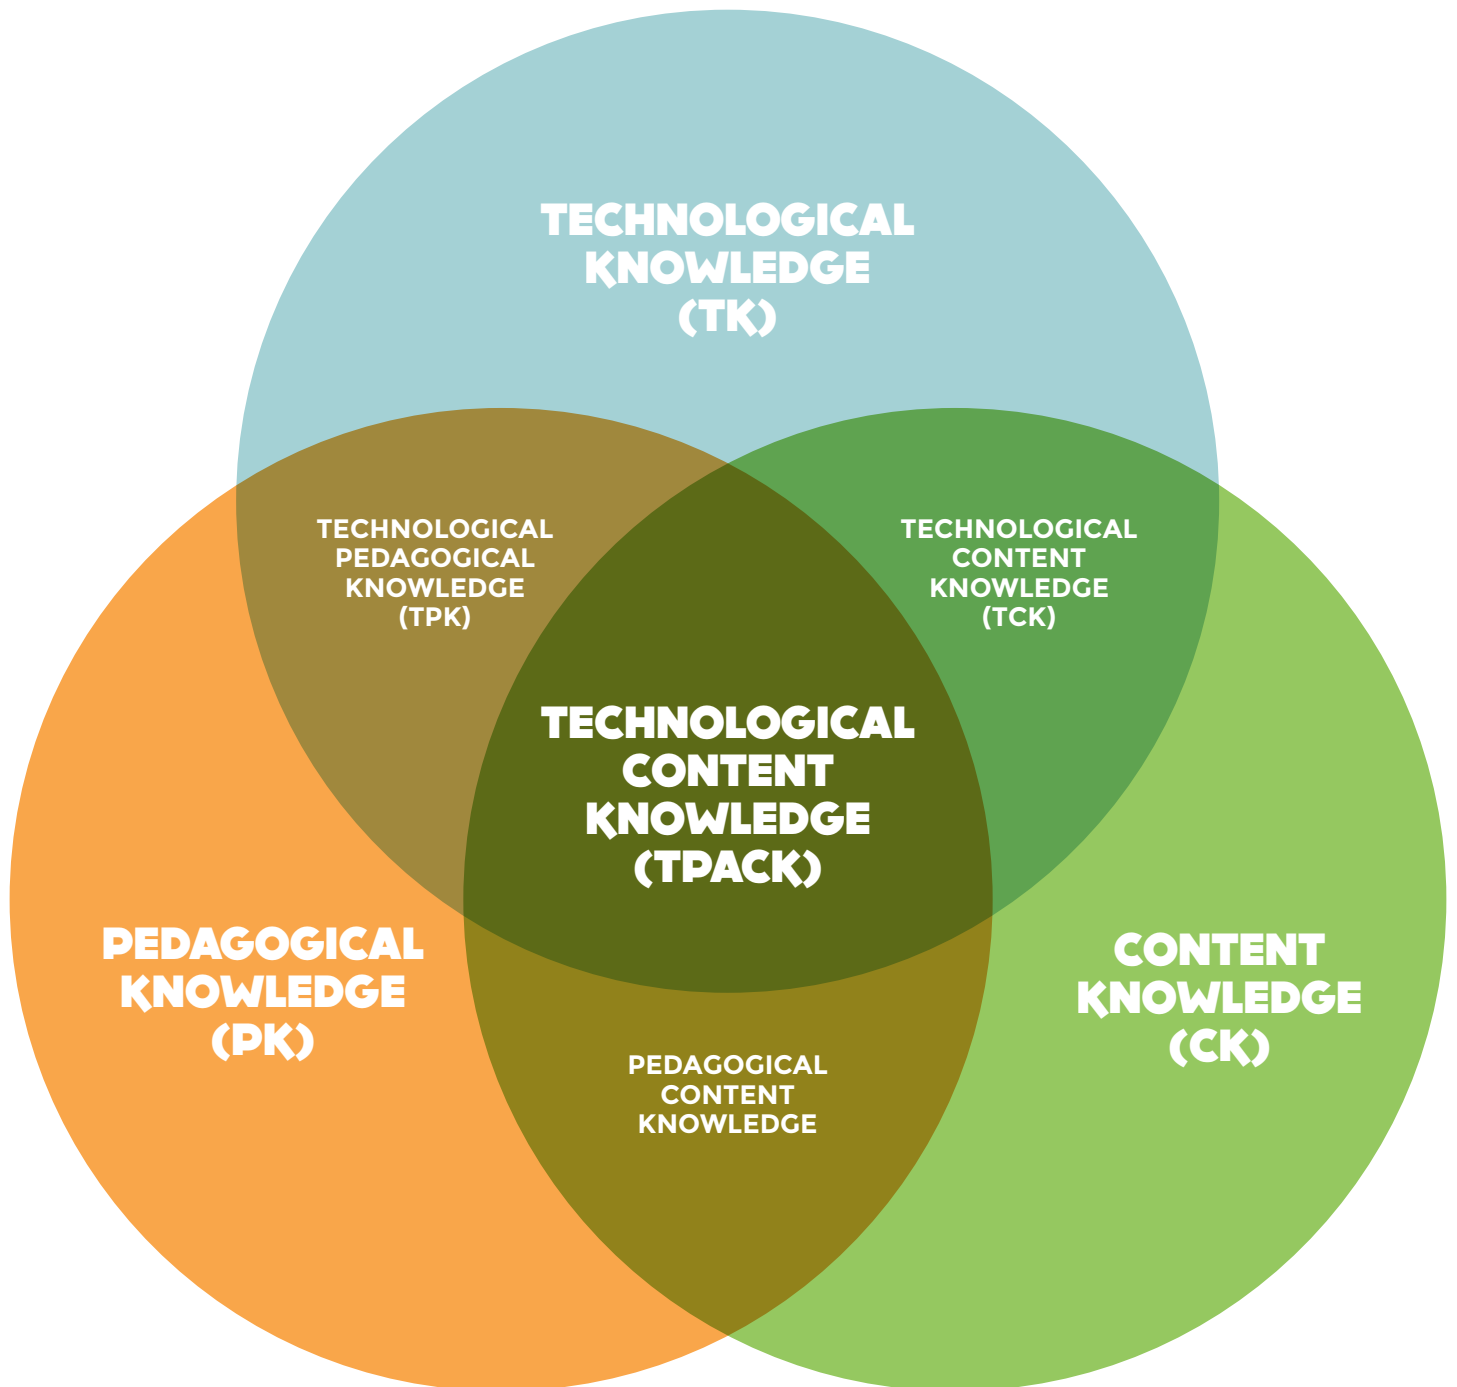 TECHNOLOGICAL
KNOWLEDGE
(TK)
TECHNOLOGICAL
PEDAGOGICAL
KNOWLEDGE
(TPK)
TECHNOLOGICAL
CONTENT
KNOWLEDGE
(TCK)
TECHNOLOGICAL
CONTENT
KNOWLEDGE
(TPACK)
PEDAGOGICAL
KNOWLEDGE
(PK)
CONTENT
KNOWLEDGE
(CK)
PEDAGOGICAL
CONTENT
KNOWLEDGE